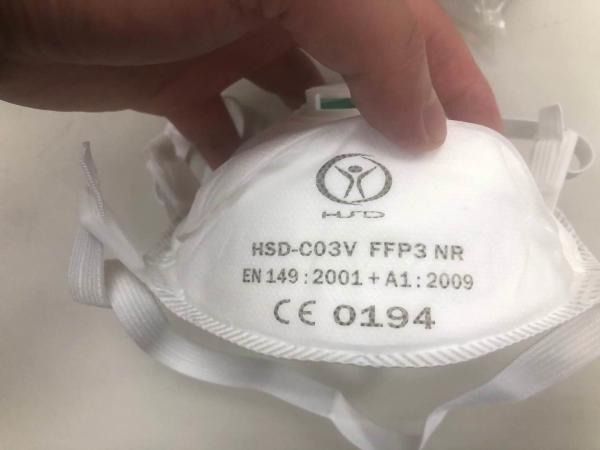 HSD
HSD-C03V FFP3 NR
EN 149 : 2001 + A1 : 2009
CE 0194